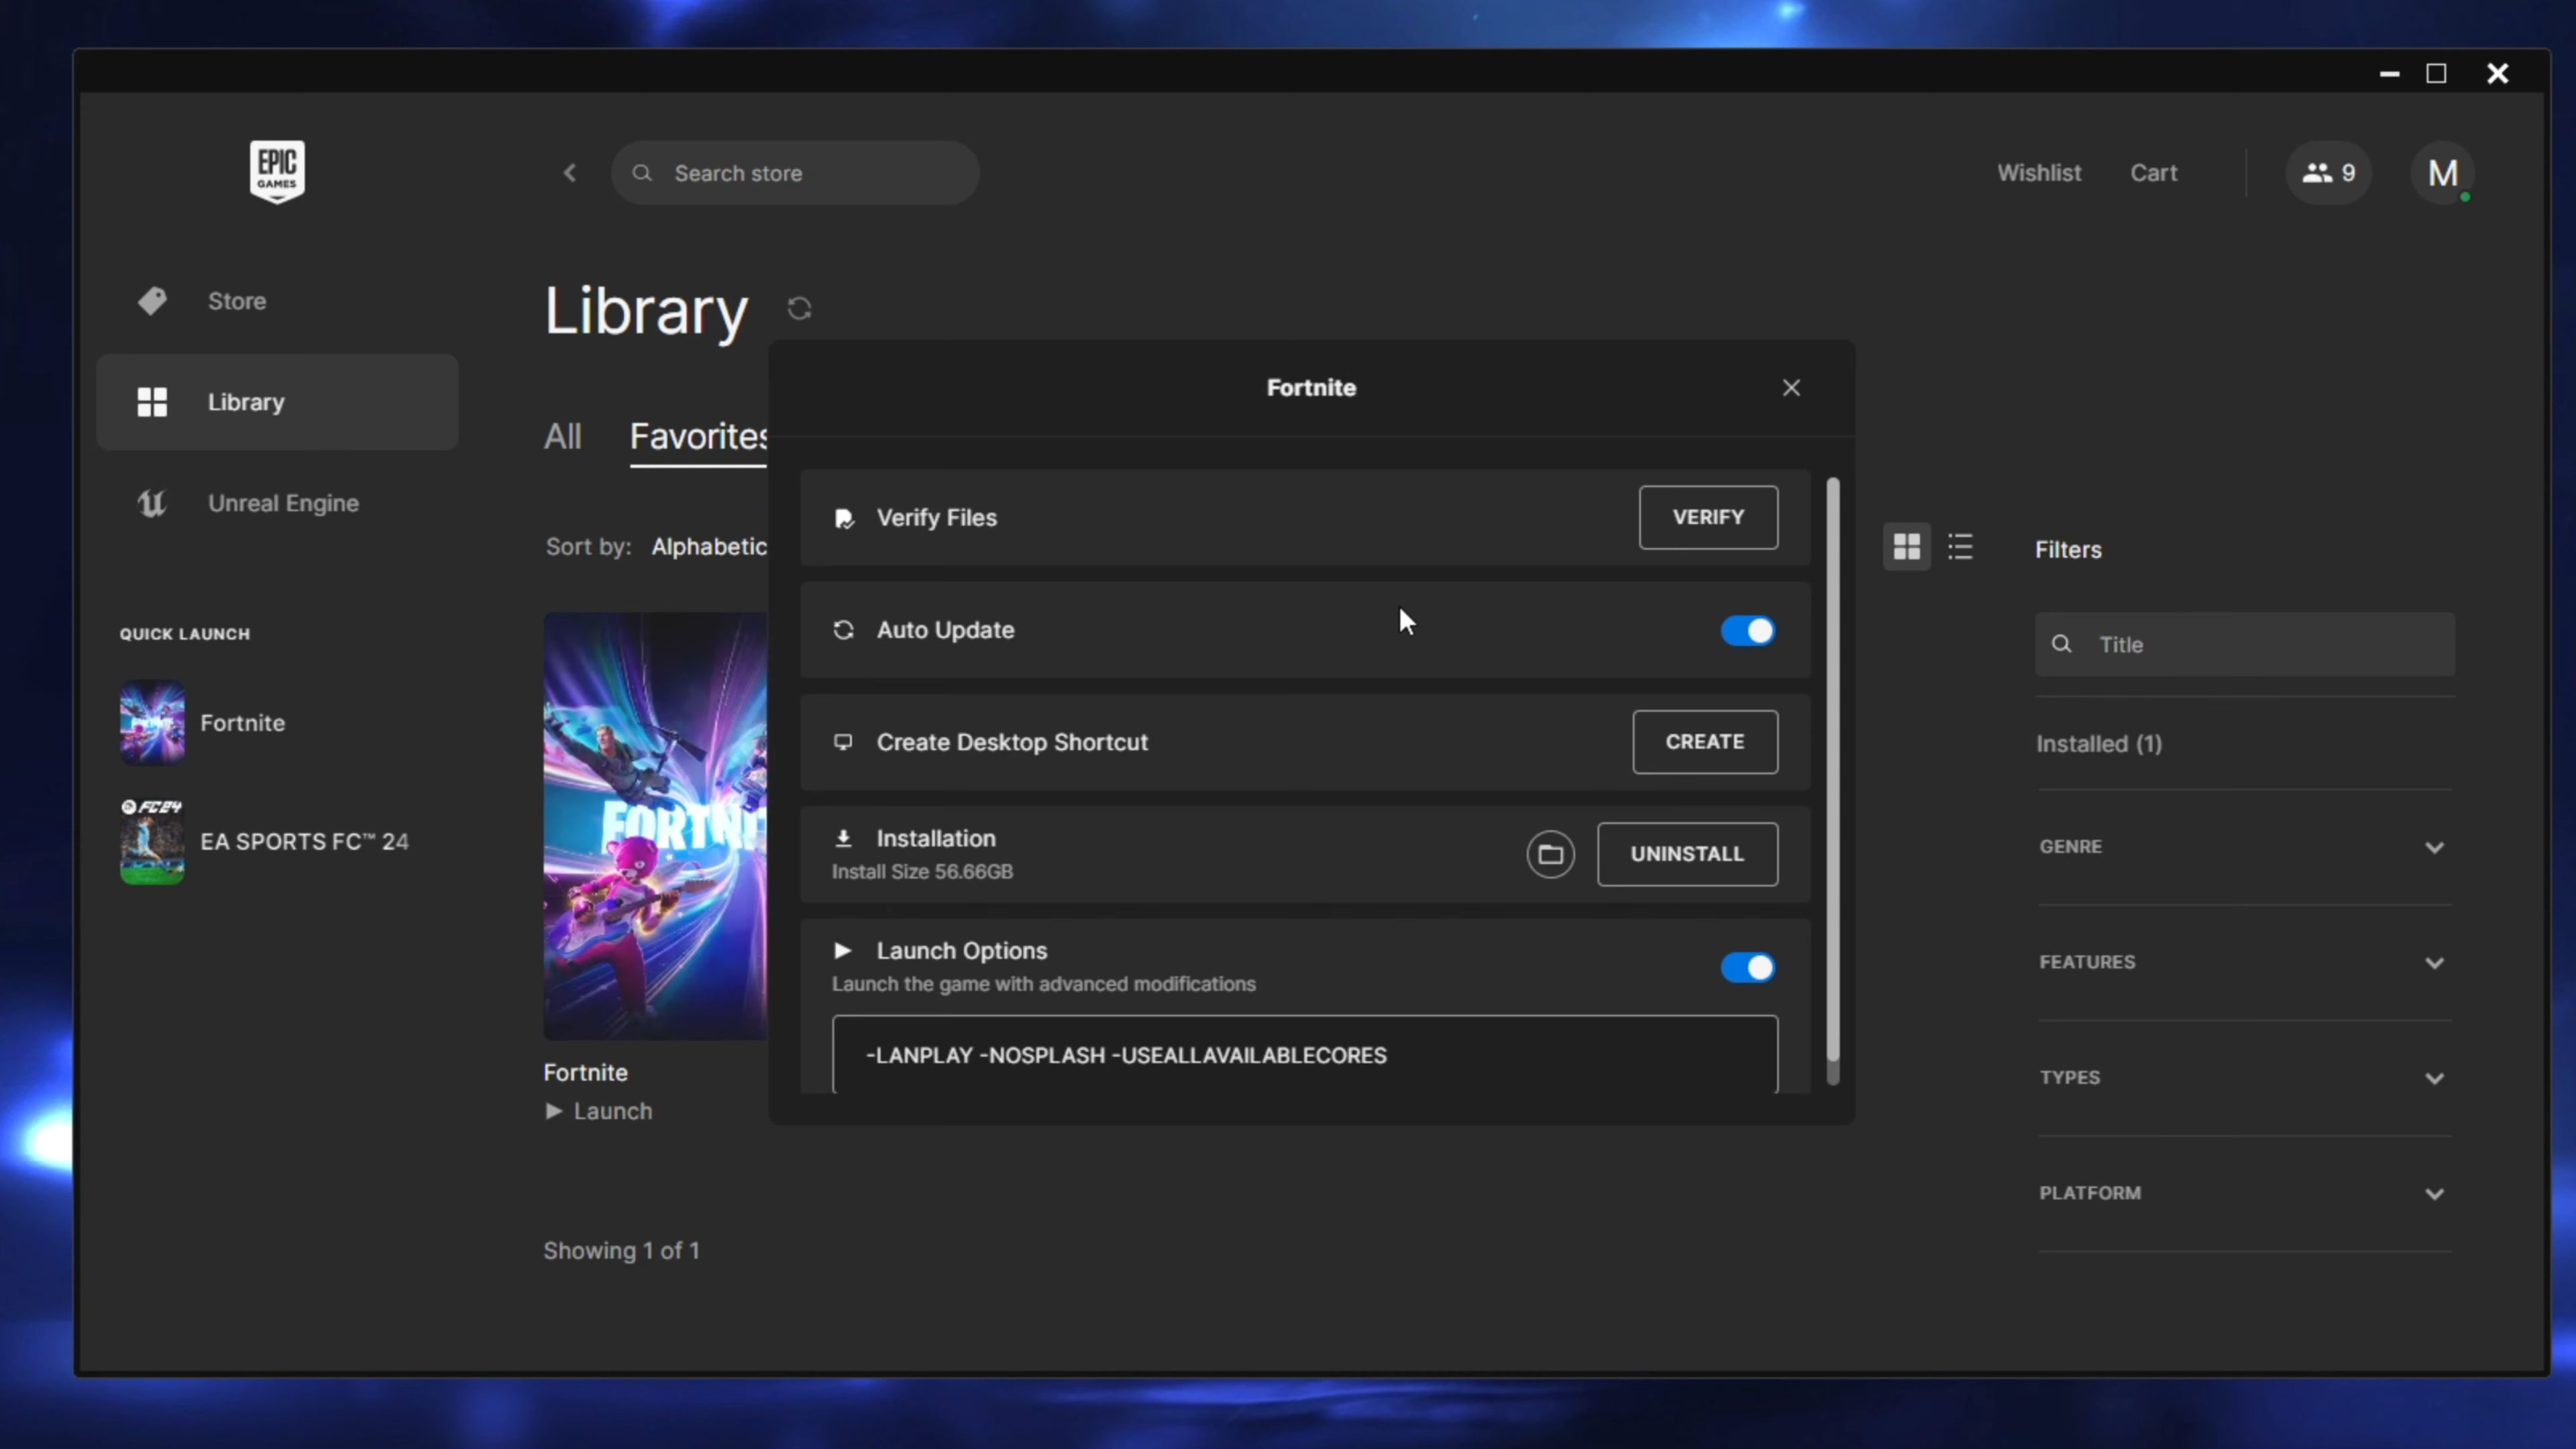 EPIC
GAMES
Search store
Wishlist
Cart
9
M
Store
Library
Unreal Engine
QUICK LAUNCH
Fortnite
FC24
EA SPORTS FC™ 24
Library
All
Favorites
Sort by: Alphabetic
FORTNI
Fortnite
Launch
Showing 1 of 1
Fortnite
Verify Files
VERIFY
Auto Update
Create Desktop Shortcut
CREATE
Installation
Install Size 56.66GB
UNINSTALL
Launch Options
Launch the game with advanced modifications
-LANPLAY -NOSPLASH -USEALLAVAILABLECORES
Filters
Title
Installed (1)
GENRE
FEATURES
TYPES
PLATFORM